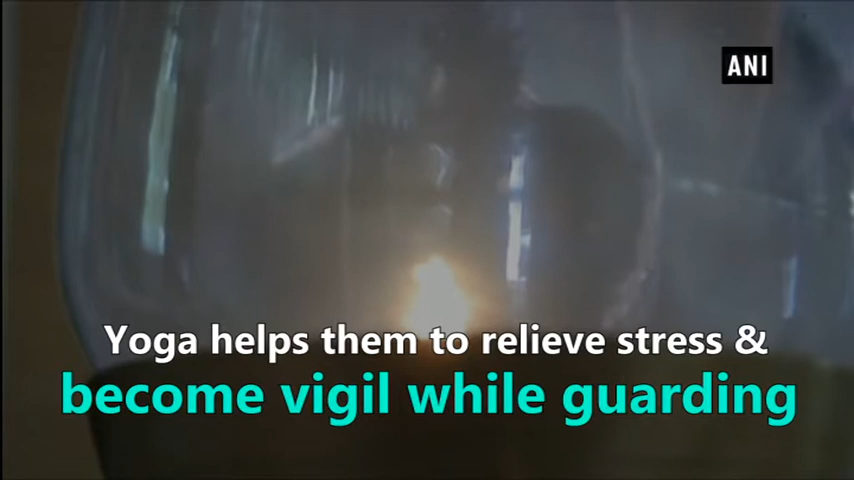 ANI
Yoga helps them to relieve stress &
become vigil while guarding